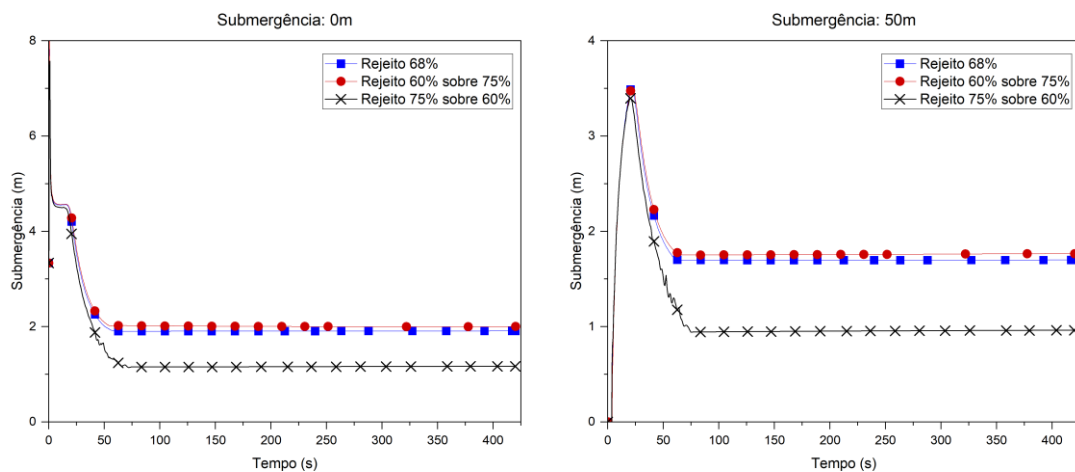 Submergência: 0m
8
6
4
2
0
Submergência (m)
Rejeito 68%
Rejeito 60% sobre 75%
Rejeito 75% sobre 60%
0 50 100 150 200 250 300 350 400
Tempo (s)
Submergência: 50m
4
3
2
1
0
Submergência (m)
Rejeito 68%
Rejeito 60% sobre 75%
Rejeito 75% sobre 60%
0 50 100 150 200 250 300 350 400
Tempo (s)